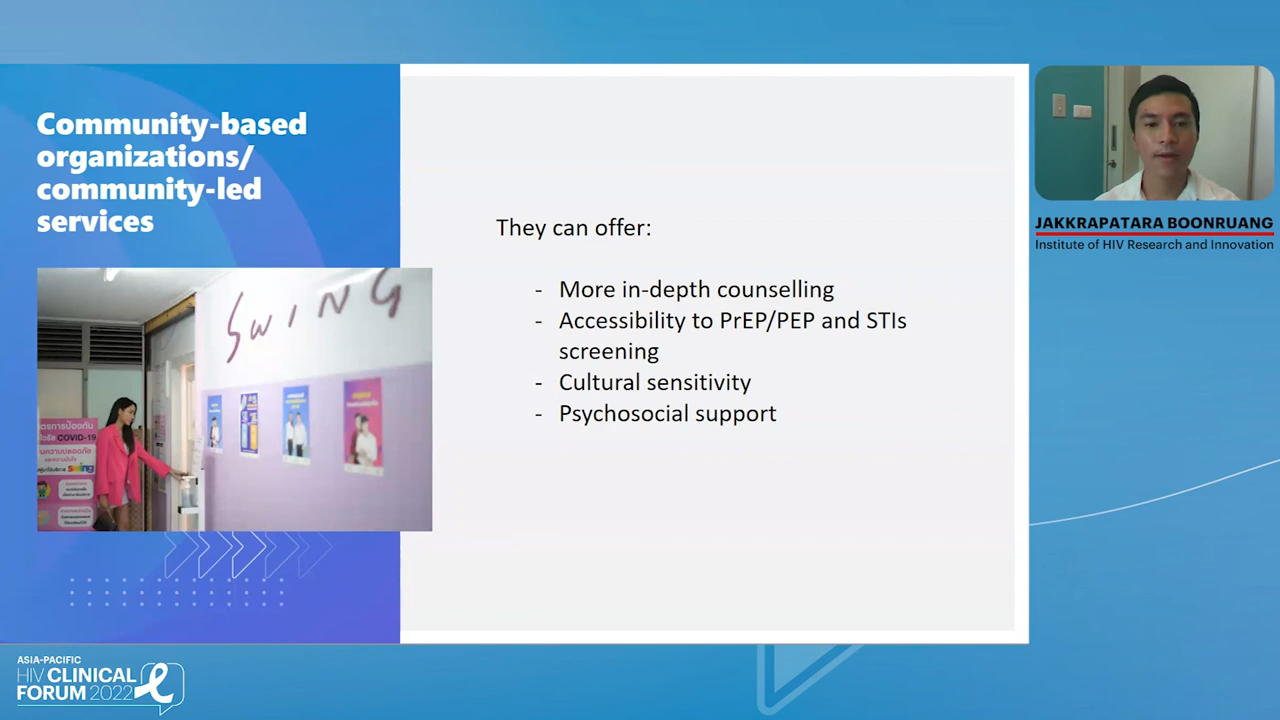 Community-based
organizations/
community-led
services
SWING
COVID-19
swing
They can offer:
- More in-depth counselling
- Accessibility to PrEP/PEP and STIs
screening
- Cultural sensitivity
- Psychosocial support
JAKKRAPATARA BOONRUANG
Institute of HIV Research and Innovation
ASIA-PACIFIC
HIV CLINICAL
FORUM 2022